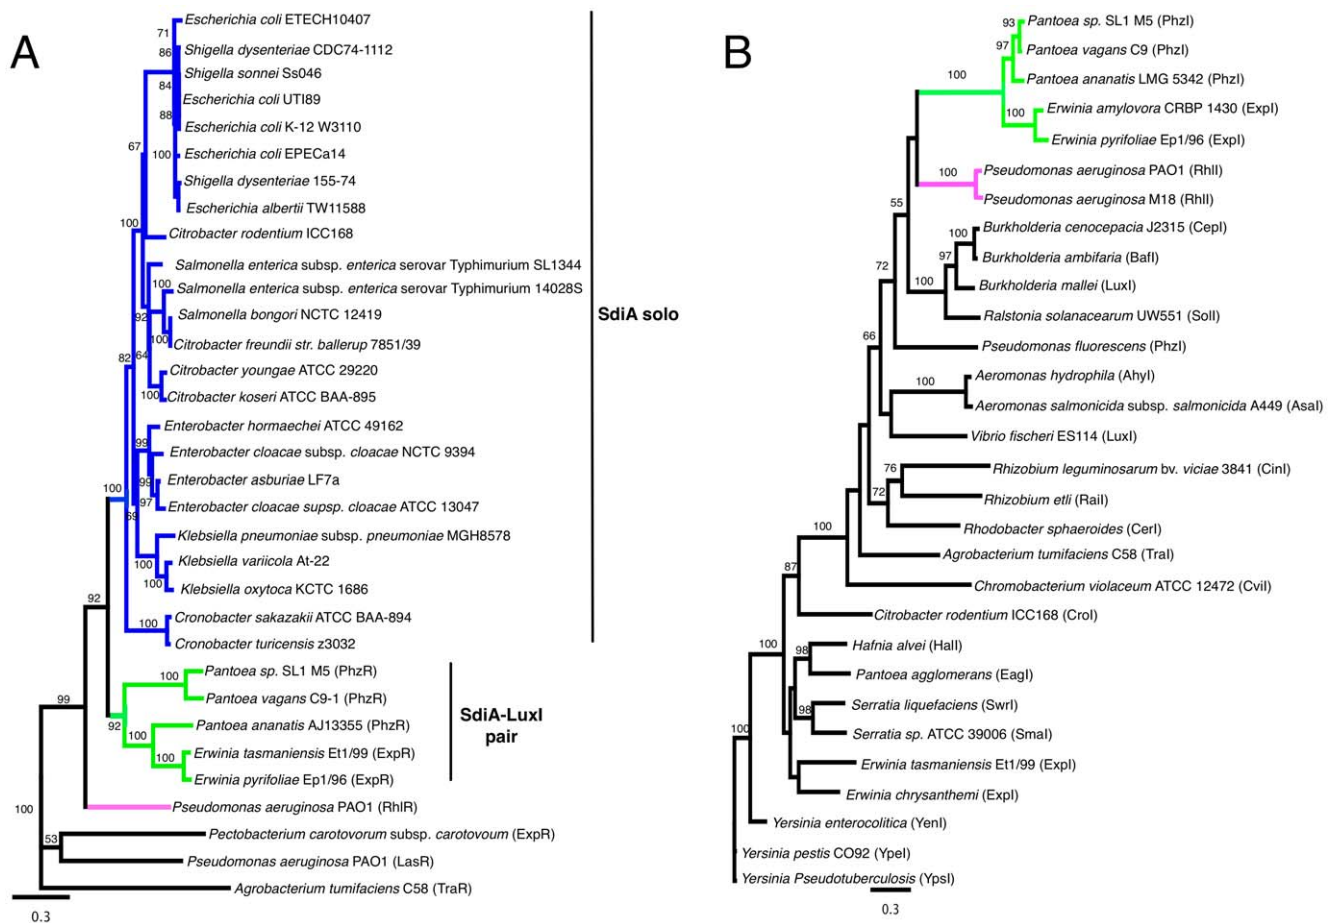 A
Escherichia coli ETECH10407
71
86
Shigella dysenteriae CDC74-1112
Shigella sonnei Ss046
84
Escherichia coli UTI89
88
Escherichia coli K-12 W3110
67
100
Escherichia coli EPECa14
Shigella dysenteriae 155-74
Escherichia albertii TW11588
100
Citrobacter rodentium ICC168
Salmonella enterica subsp. enterica serovar Typhimurium SL1344
100
Salmonella enterica subsp. enterica serovar Typhimurium 14028S
92
Salmonella bongori NCTC 12419
100
Citrobacter freundii str. ballerup 7851/39
82
64
Citrobacter youngae ATCC 29220
100
Citrobacter koseri ATCC BAA-895
Enterobacter hormaechei ATCC 49162
99
Enterobacter cloacae subsp. cloacae NCTC 9394
99
Enterobacter asburiae LF7a
100
97
Enterobacter cloacae supsp. cloacae ATCC 13047
69
Klebsiella pneumoniae subsp. pneumoniae MGH8578
100
Klebsiella variicola At-22
100
Klebsiella oxytoca KCTC 1686
92
Cronobacter sakazakii ATCC BAA-894
100
Cronobacter turicensis z3032
SdiA solo
100
Pantoea sp. SL1 M5 (PhzR)
99
Pantoea vagans C9-1 (PhzR)
92
Pantoea ananatis AJ13355 (PhzR)
100
Erwinia tasmaniensis Et1/99 (ExpR)
100
Erwinia pyrifoliae Ep1/96 (ExpR)
SdiA-LuxI
pair
Pseudomonas aeruginosa PAO1 (RhlR)
100
Pectobacterium carotovorum subsp. carotovoum (ExpR)
53
Pseudomonas aeruginosa PAO1 (LasR)
Agrobacterium tumifaciens C58 (TraR)
0.3
B
93
Pantoea sp. SL1 M5 (PhzI)
97
Pantoea vagans C9 (PhzI)
100
Pantoea ananatis LMG 5342 (PhzI)
100
Erwinia amylovora CRBP 1430 (ExpI)
Erwinia pyrifoliae Ep1/96 (ExpI)
100
Pseudomonas aeruginosa PAO1 (RhlI)
Pseudomonas aeruginosa M18 (RhlI)
55
100
Burkholderia cenocepacia J2315 (CepI)
97
Burkholderia ambifaria (BafI)
72
100
Burkholderia mallei (LuxI)
Ralstonia solanacearum UW551 (SolI)
66
Pseudomonas fluorescens (PhzI)
100
Aeromonas hydrophila (AhyI)
Aeromonas salmonicida subsp. salmonicida A449 (AsaI)
Vibrio fischeri ES114 (LuxI)
76
Rhizobium leguminosarum bv. viciae 3841 (CinI)
72
Rhizobium etli (RaiI)
Rhodobacter sphaeroides (CerI)
100
Agrobacterium tumifaciens C58 (TraI)
87
Chromobacterium violaceum ATCC 12472 (CviI)
Citrobacter rodentium ICC168 (CroI)
100
98
Hafnia alvei (HalI)
Pantoea agglomerans (EagI)
98
Serratia liquefaciens (SwrI)
100
Serratia sp. ATCC 39006 (SmaI)
Erwinia tasmaniensis Et1/99 (ExpI)
Erwinia chrysanthemi (ExpI)
Yersinia enterocolitica (YenI)
Yersinia pestis CO92 (YpeI)
Yersinia Pseudotuberculosis (YpsI)
0.3